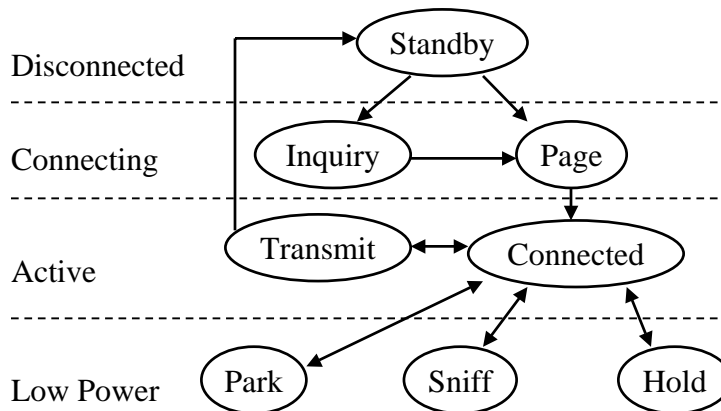 Standby
Disconnected
Connecting
Inquiry
Page
Transmit
Connected
Active
Park
Sniff
Hold
Low Power